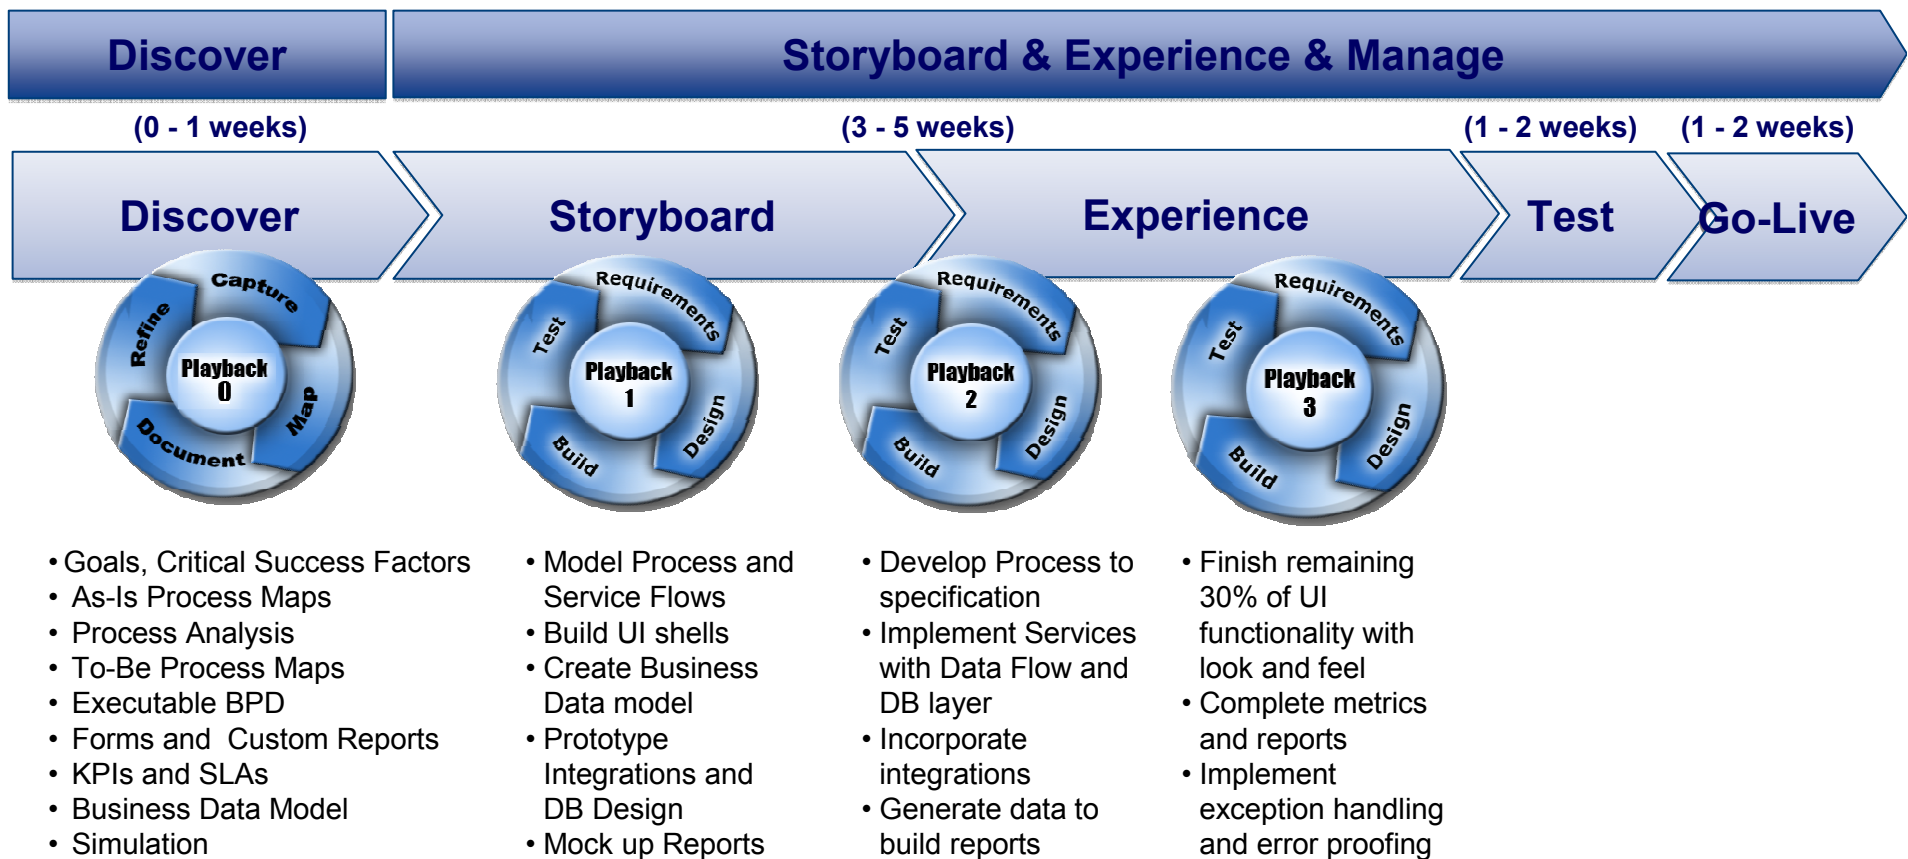 Discover
Storyboard & Experience & Manage
(0 - 1 weeks)
(3 - 5 weeks)
(1 - 2 weeks)
(1 - 2 weeks)
Discover
Storyboard
Experience
Test
Go-Live
Capture
Map
Document
Refine
Playback
0
Requirements
Design
Build
Test
Playback
1
Requirements
Design
Build
Test
Playback
2
Requirements
Design
Build
Test
Playback
3
• Goals, Critical Success Factors
• As-Is Process Maps
• Process Analysis
• To-Be Process Maps
• Executable BPD
• Forms and  Custom Reports
• KPIs and SLAs
• Business Data Model
• Simulation
• Model Process and
Service Flows
• Build UI shells
• Create Business
Data model
• Prototype
Integrations and
DB Design
• Mock up Reports
• Develop Process to
specification
• Implement Services
with Data Flow and
DB layer
• Incorporate
integrations
• Generate data to
build reports
• Finish remaining
30% of UI
functionality with
look and feel
• Complete metrics
and reports
• Implement
exception handling
and error proofing